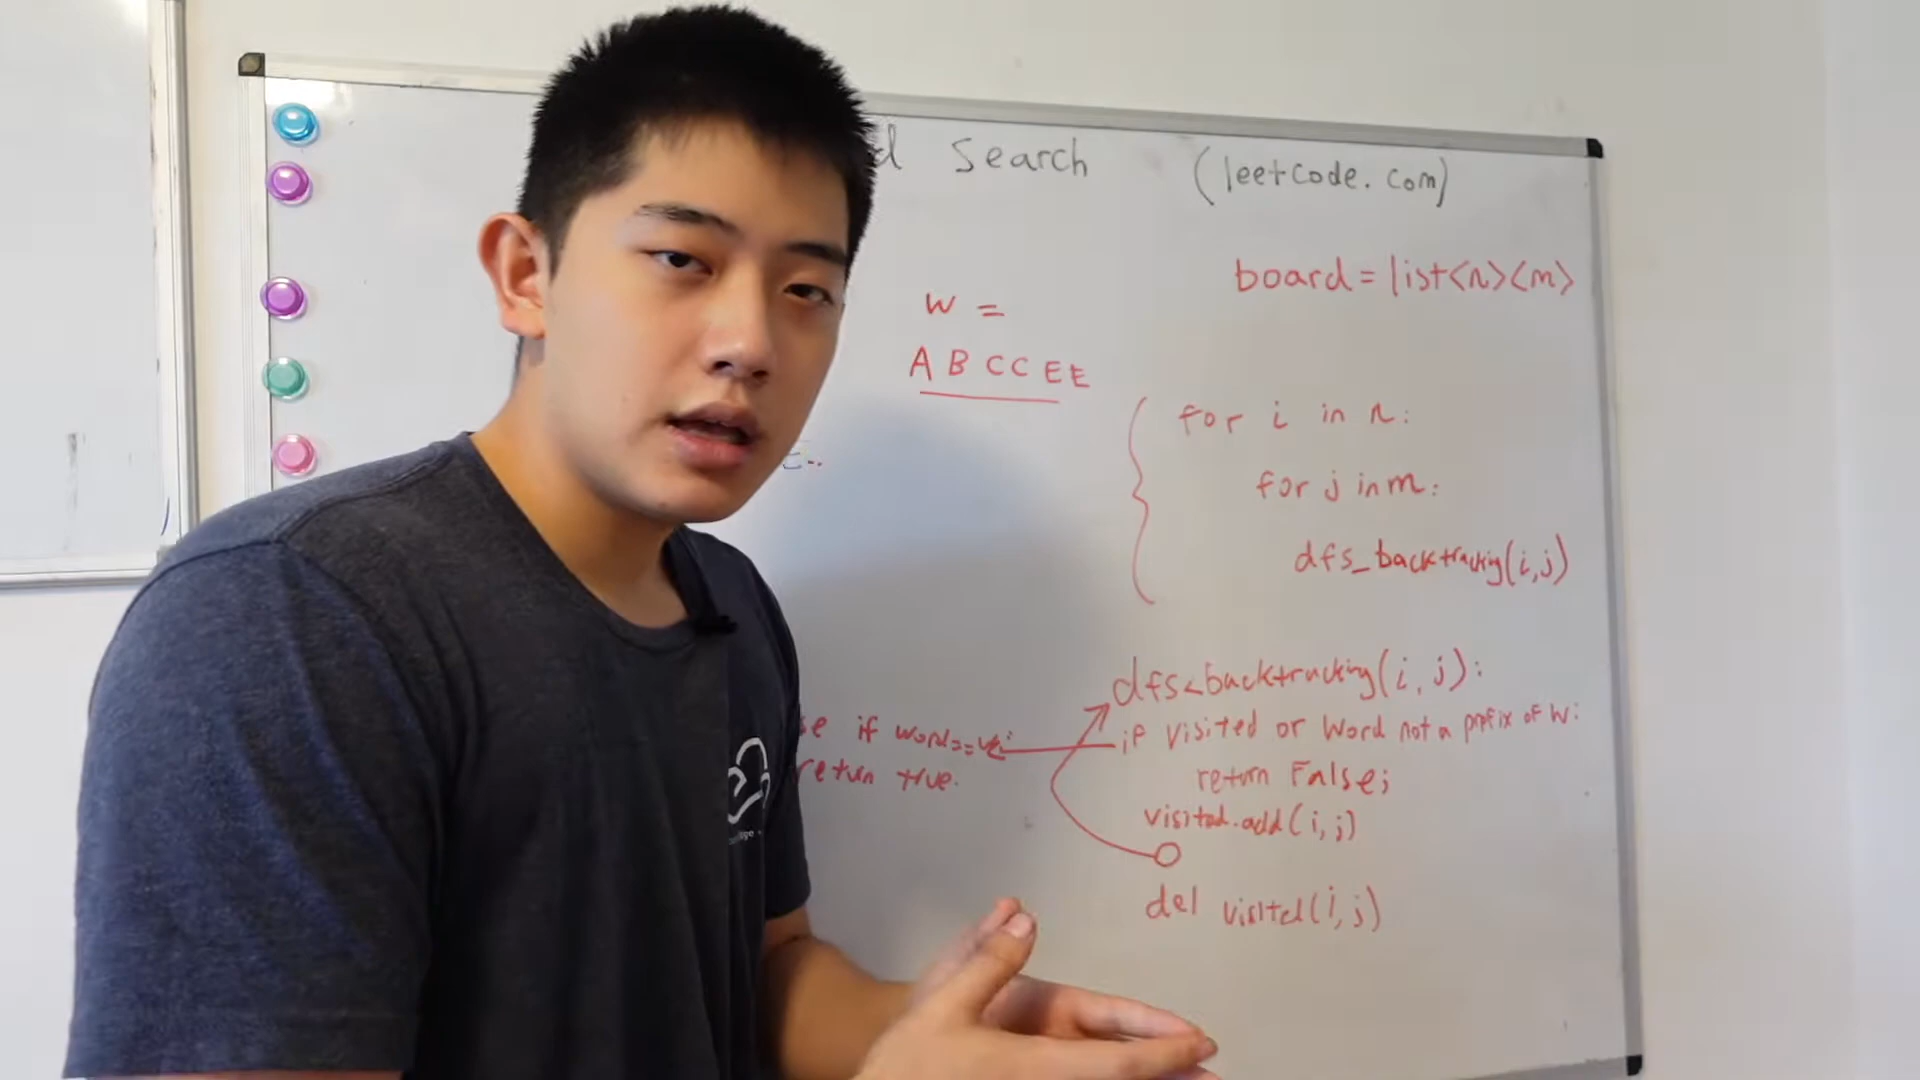 Search (leetcode.com)
board = list<n><m>
W =
A B C C E E
for i in n:
for j in m:
dfs_backtracking(i,j)
dfs_backtracking(i, j):
if visited or word not a prefix of W:
return False;
visited.add(i,j)
del visited(i,j)
if word==
return true.